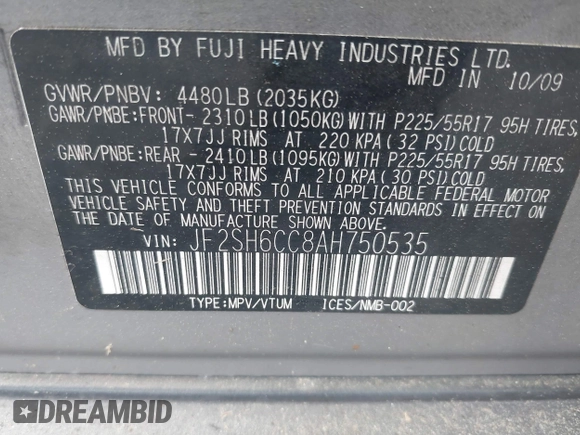 MFD BY FUJI HEAVY INDUSTRIES LTD.
MFD IN 10/09
GVWR/PNBV: 4480LB (2035KG)
GAWR/PNBE:FRONT- 2310LB (1050KG) WITH P225/55R17 95H TIRES,
17X7JJ RIMS AT 220 KPA (32 PSI) COLD
GAWR/PNBE:REAR - 2410LB (1095KG) WITH P225/55R17 95H TIRES,
17X7JJ RIMS AT 210 KPA (30 PSI) COLD
THIS VEHICLE CONFORMS TO ALL APPLICABLE FEDERAL MOTOR
VEHICLE SAFETY AND THEFT PREVENTION STANDARDS IN EFFECT ON
THE DATE OF MANUFACTURE SHOWN ABOVE.
VIN: JF2SH6CC8AH750535
TYPE:MPV/VTUM ICES/NMB-002
DREAMBID